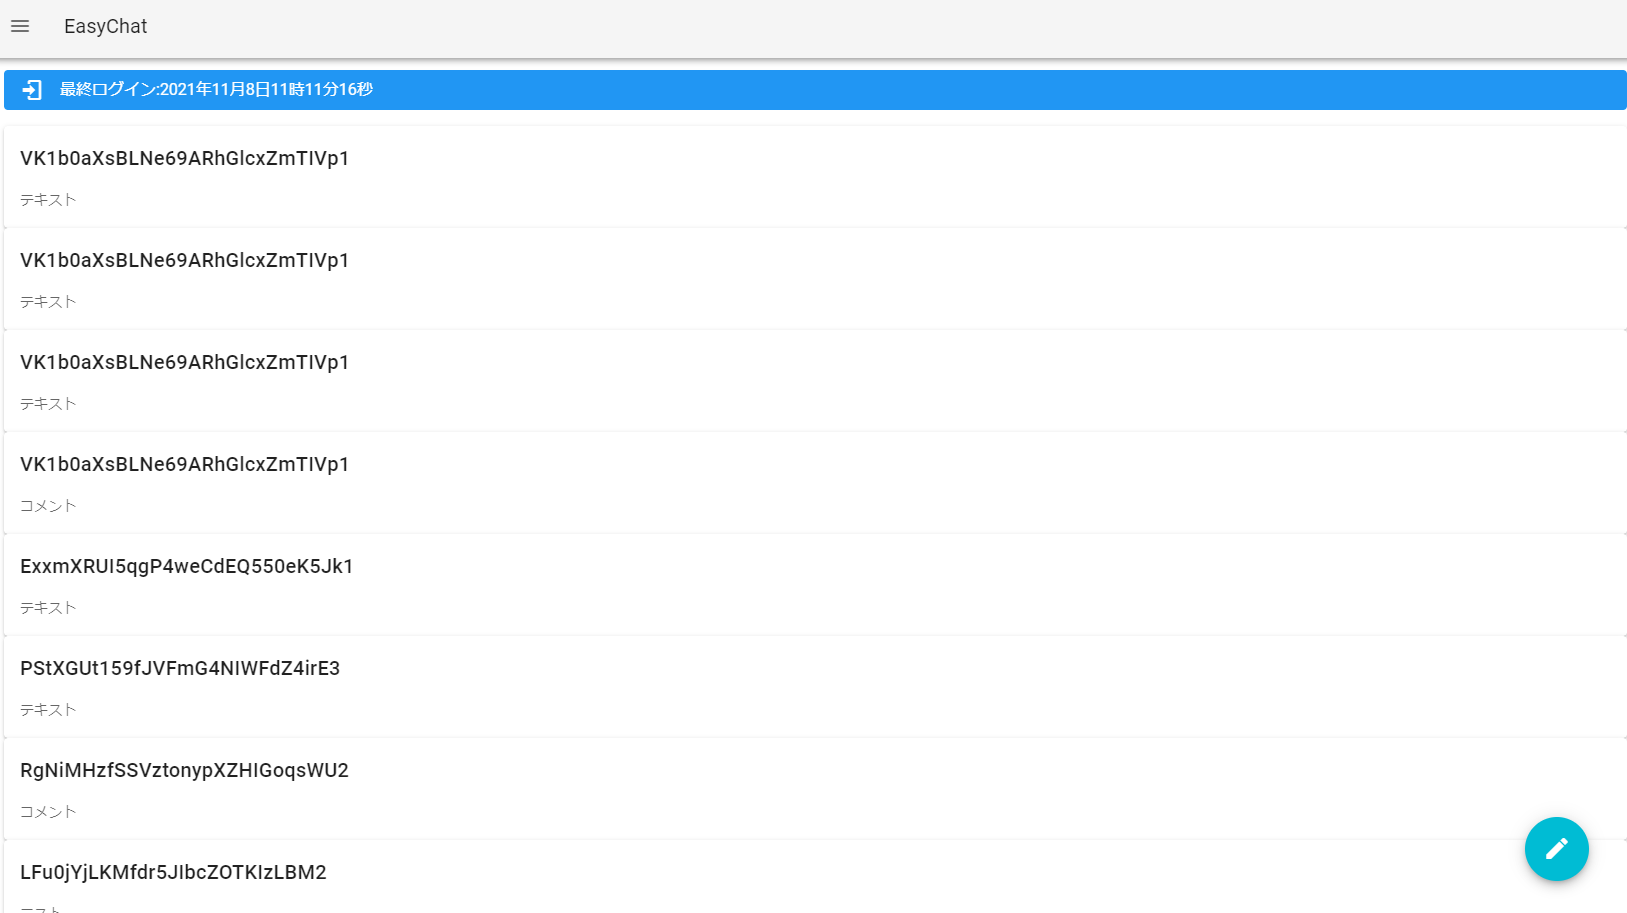 EasyChat
最終ログイン:2021年11月8日11時11分16秒
VK1b0aXsBLNe69ARhGlcxZmTIVp1
テキスト
VK1b0aXsBLNe69ARhGlcxZmTIVp1
テキスト
VK1b0aXsBLNe69ARhGlcxZmTIVp1
テキスト
VK1b0aXsBLNe69ARhGlcxZmTIVp1
コメント
ExxmXRUI5qgP4weCdEQ550eK5Jk1
テキスト
PStXGUt159fJVFmG4NIWFdZ4irE3
テキスト
RgNiMHzfSSVztonypXZHIGoqsWU2
コメント
LFu0jYjLKMfdr5JIbcZOTKIzLBM2